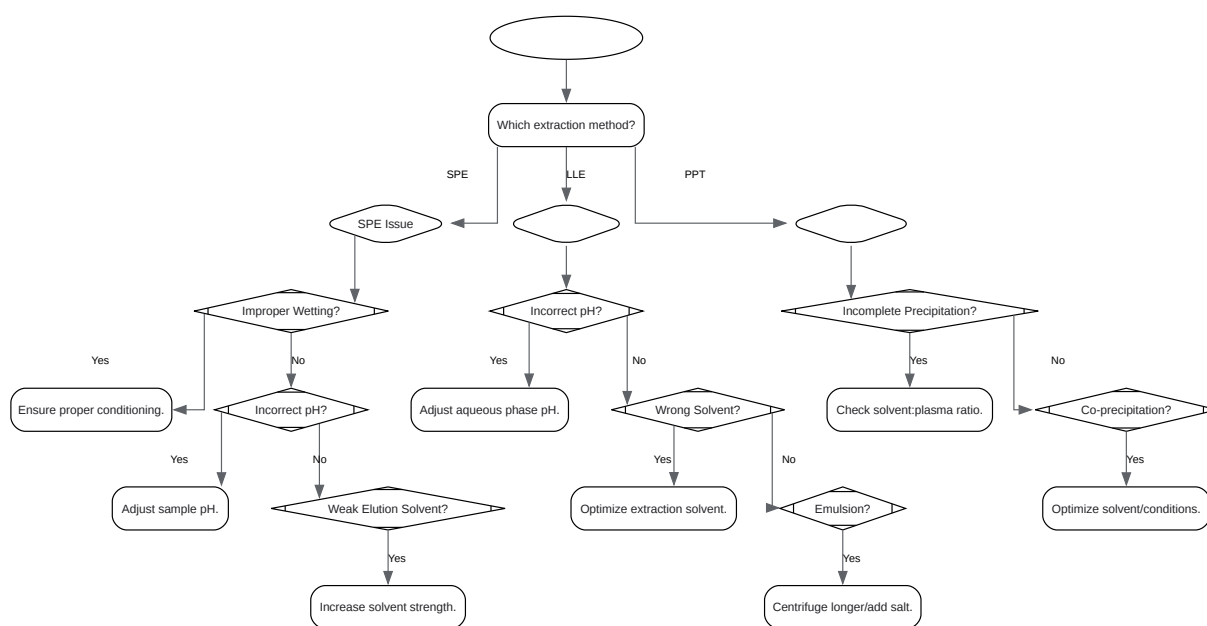 Which extraction method?
SPE
LLE
PPT
SPE Issue
Improper Wetting?
Incorrect pH?
Incomplete Precipitation?
Yes
No
Yes
No
Yes
No
Ensure proper conditioning.
Incorrect pH?
Adjust aqueous phase pH.
Wrong Solvent?
Check solvent:plasma ratio.
Co-precipitation?
Yes
No
Yes
No
Yes
Adjust sample pH.
Weak Elution Solvent?
Optimize extraction solvent.
Emulsion?
Optimize solvent/conditions.
Yes
Yes
Increase solvent strength.
Centrifuge longer/add salt.